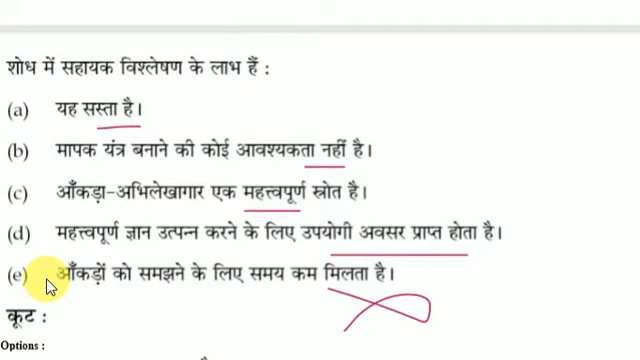 शोध में सहायक विश्लेषण के लाभ हैं :
(a) यह सस्ता है।
(b) मापक यंत्र बनाने की कोई आवश्यकता नहीं है।
(c) आँकड़ा-अभिलेखागार एक महत्त्वपूर्ण स्रोत है।
(d) महत्त्वपूर्ण ज्ञान उत्पन्न करने के लिए उपयोगी अवसर प्राप्त होता है।
(e) आँकड़ों को समझने के लिए समय कम मिलता है।
कूट :
Options :